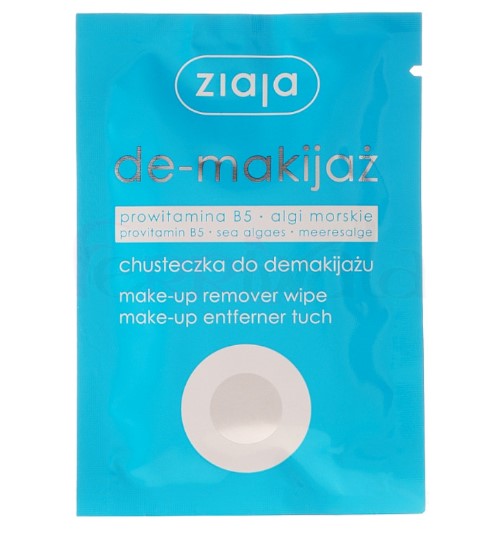 ziaja
de-makijaż
prowitamina B5 · algi morskie
provitamin B5 · sea algaes · meeresalge
chusteczka do demakijażu
make-up remover wipe
make-up entferner tuch